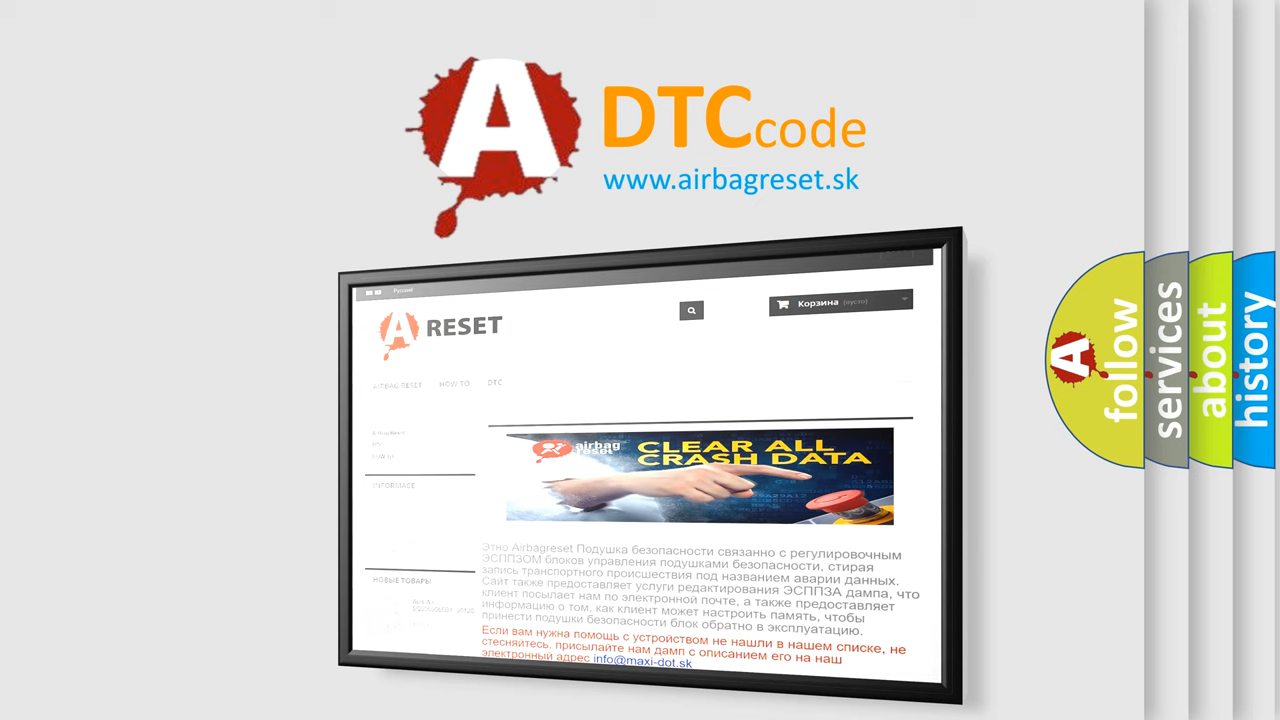 A DTCcode
www.airbagreset.sk
Русский
A RESET
Корзина (пусто)
AIRBAG RESET HOW TO DTC
airbag
reset
CLEAR ALL
CRASH DATA
INFORMACE
Этно Airbagreset Подушка безопасности связанно с регулировочным
ЭСППЗОМ блоков управления подушками безопасности, стирая
запись транспортного происшествия под названием аварии данных.
Сайт также предоставляет услуги редактирования ЭСППЗА дампа, что
клиент посылает нам по электронной почте, а также предоставляет
информацию о том, как клиент может настроить память, чтобы
принести подушки безопасности блок обратно в эксплуатацию.
НОВЫЕ ТОВАРЫ
Если вам нужна помощь с устройством не нашли в нашем списке, не
стесняйтесь, присылайте нам дамп с описанием его на наш
электронный адрес info@maxi-dot.sk
A
follow
services
about
history